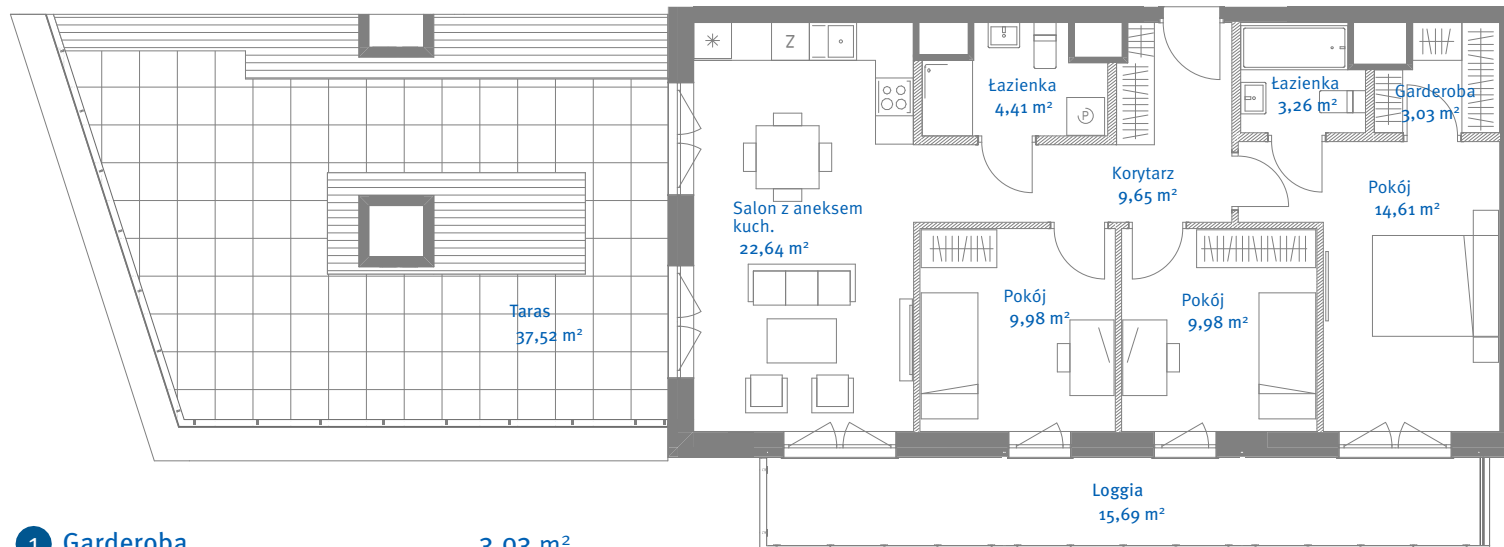 Z
P
Łazienka
4,41 m²
Łazienka
3,26 m²
Garderoba
3,03 m²
Korytarz
9,65 m²
Pokój
14,61 m²
Salon z aneksem
kuch.
22,64 m²
Taras
37,52 m²
Pokój
9,98 m²
Pokój
9,98 m²
Loggia
15,69 m²
1 Garderoba 3,03 m²